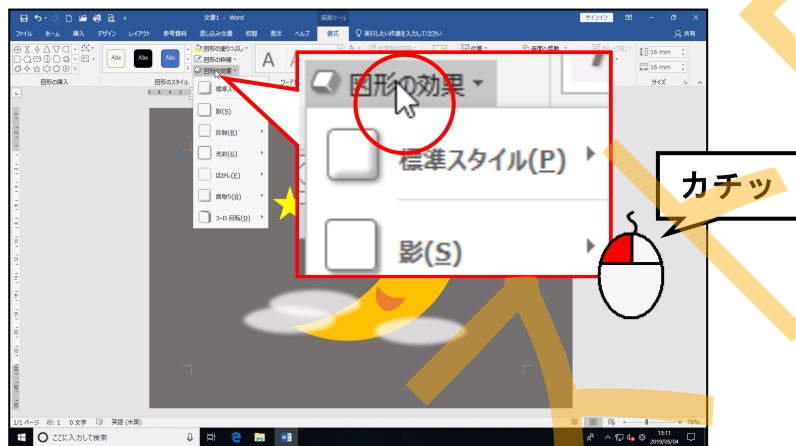 文書1 - Word
描画ツール
サインイン
ファイル ホーム 挿入 デザイン レイアウト 参考資料 差し込み文書 校閲 表示 ヘルプ 書式 実行したい作業を入力してください 共有
Abc Abc Abc
図形の塗りつぶし
図形の枠線
図形の効果
16 mm
16 mm
図形の挿入 図形のスタイル サイズ
影(S)
反射(R)
光彩(G)
ぼかし(E)
面取り(B)
3-D 回転(D)
図形の効果
標準スタイル(P)
影(S)
カチッ
1/1 ページ 行: 1 0 文字 英語 (米国) 70%
ここに入力して検索
13:11
2019/05/04